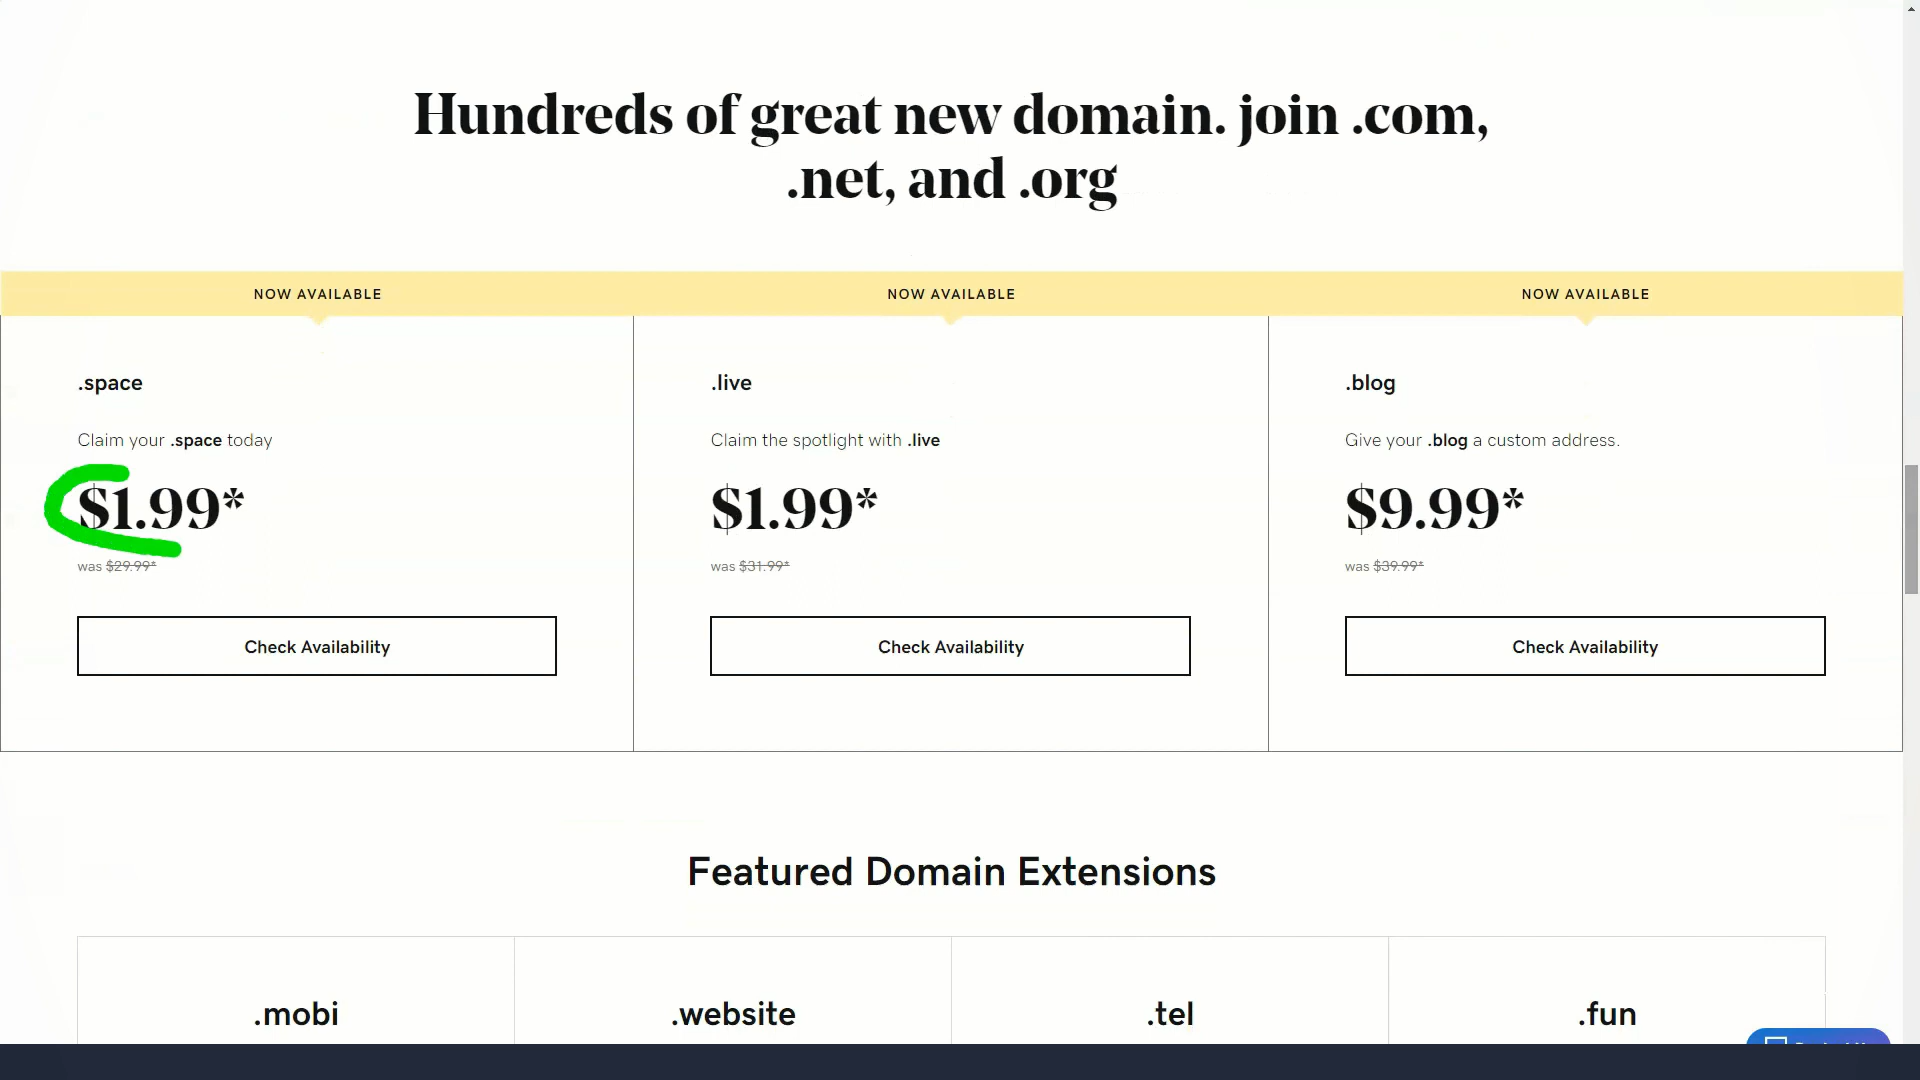 Hundreds of great new domain. join .com,
.net, and .org
NOW AVAILABLE
NOW AVAILABLE
NOW AVAILABLE
.space
Claim your .space today
$1.99*
was $29.99*
Check Availability
.live
Claim the spotlight with .live
$1.99*
was $31.99*
Check Availability
.blog
Give your .blog a custom address.
$9.99*
was $39.99*
Check Availability
Featured Domain Extensions
.mobi
.website
.tel
.fun